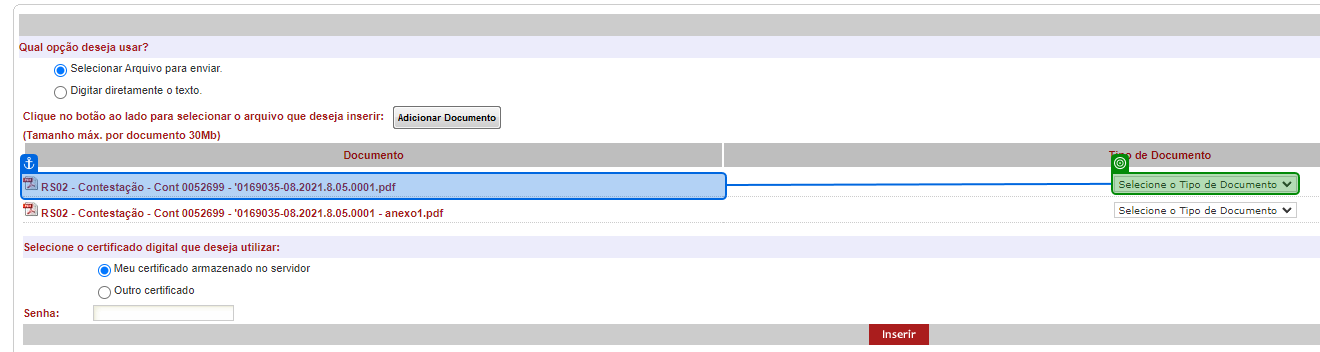 Qual opção deseja usar?
Selecionar Arquivo para enviar.
Digitar diretamente o texto.
Clique no botão ao lado para selecionar o arquivo que deseja inserir: Adicionar Documento
(Tamanho máx. por documento 30Mb)
Documento Tipo de Documento
RS02 - Contestação - Cont 0052699 - '0169035-08.2021.8.05.0001.pdf Selecione o Tipo de Documento
RS02 - Contestação - Cont 0052699 - '0169035-08.2021.8.05.0001 - anexo1.pdf Selecione o Tipo de Documento
Selecione o certificado digital que deseja utilizar:
Meu certificado armazenado no servidor
Outro certificado
Senha:
Inserir